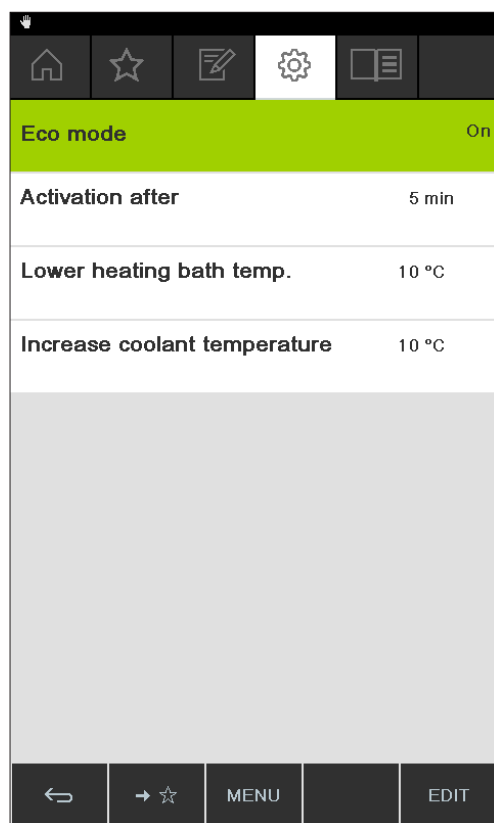 Eco mode On
Activation after 5 min
Lower heating bath temp. 10 °C
Increase coolant temperature 10 °C
MENU EDIT